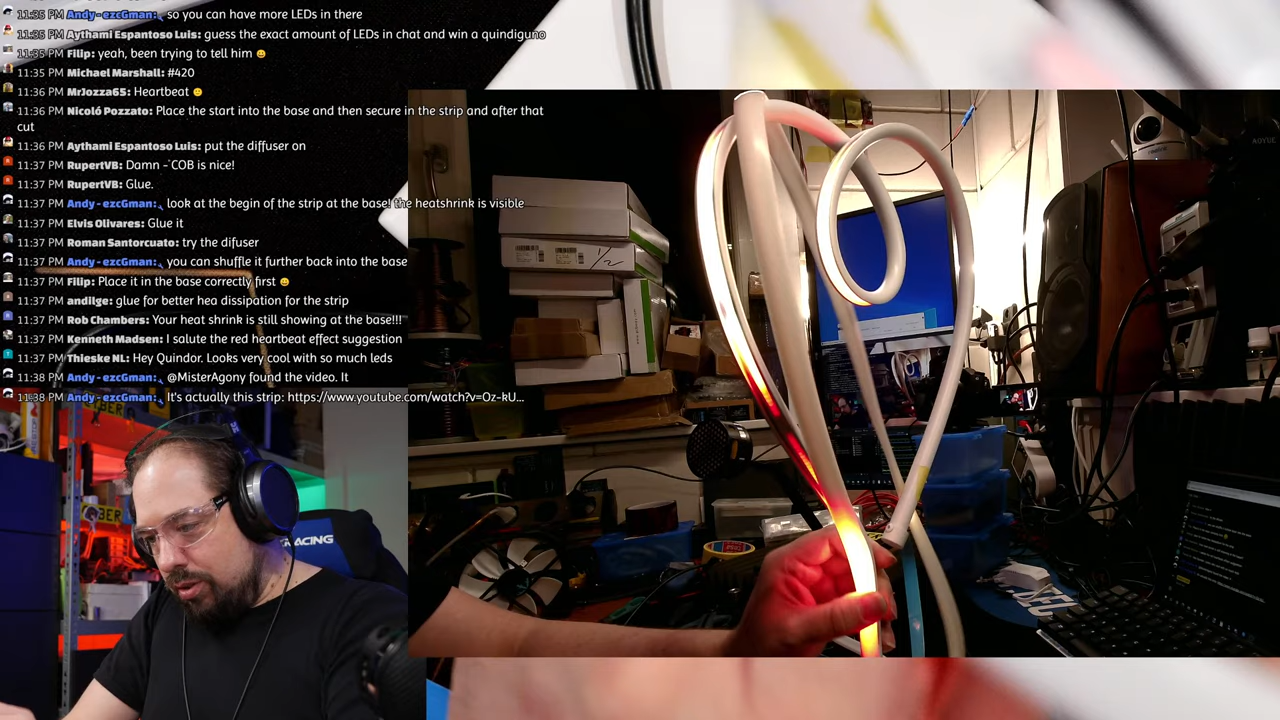 11:35 PM Andy - ezcGman: so you can have more LEDs in there
11:35 PM Aythami Espantoso Luis: guess the exact amount of LEDs in chat and win a quindiguno
11:35 PM Filip: yeah, been trying to tell him 😀
11:35 PM Michael Marshall: #420
11:36 PM MrJozza65: Heartbeat 🙂
11:36 PM Nicoló Pozzato: Place the start into the base and then secure in the strip and after that
cut
11:36 PM Aythami Espantoso Luis: put the diffuser on
11:37 PM RupertVB: Damn - COB is nice!
11:37 PM RupertVB: Glue.
11:37 PM Andy - ezcGman: look at the begin of the strip at the base! the heatshrink is visible
11:37 PM Elvis Olivares: Glue it
11:37 PM Roman Santorcuato: try the difuser
11:37 PM Andy - ezcGman: you can shuffle it further back into the base
11:37 PM Filip: Place it in the base correctly first 😀
11:37 PM andilge: glue for better hea dissipation for the strip
11:37 PM Rob Chambers: Your heat shrink is still showing at the base!!!
11:37 PM Kenneth Madsen: I salute the red heartbeat effect suggestion
11:37 PM Thieske NL: Hey Quindor. Looks very cool with so much leds
11:38 PM Andy - ezcGman: @MisterAgony found the video. It
11:38 PM Andy - ezcGman: It's actually this strip: https://www.youtube.com/watch?v=Oz-kU...
1/2
RACING